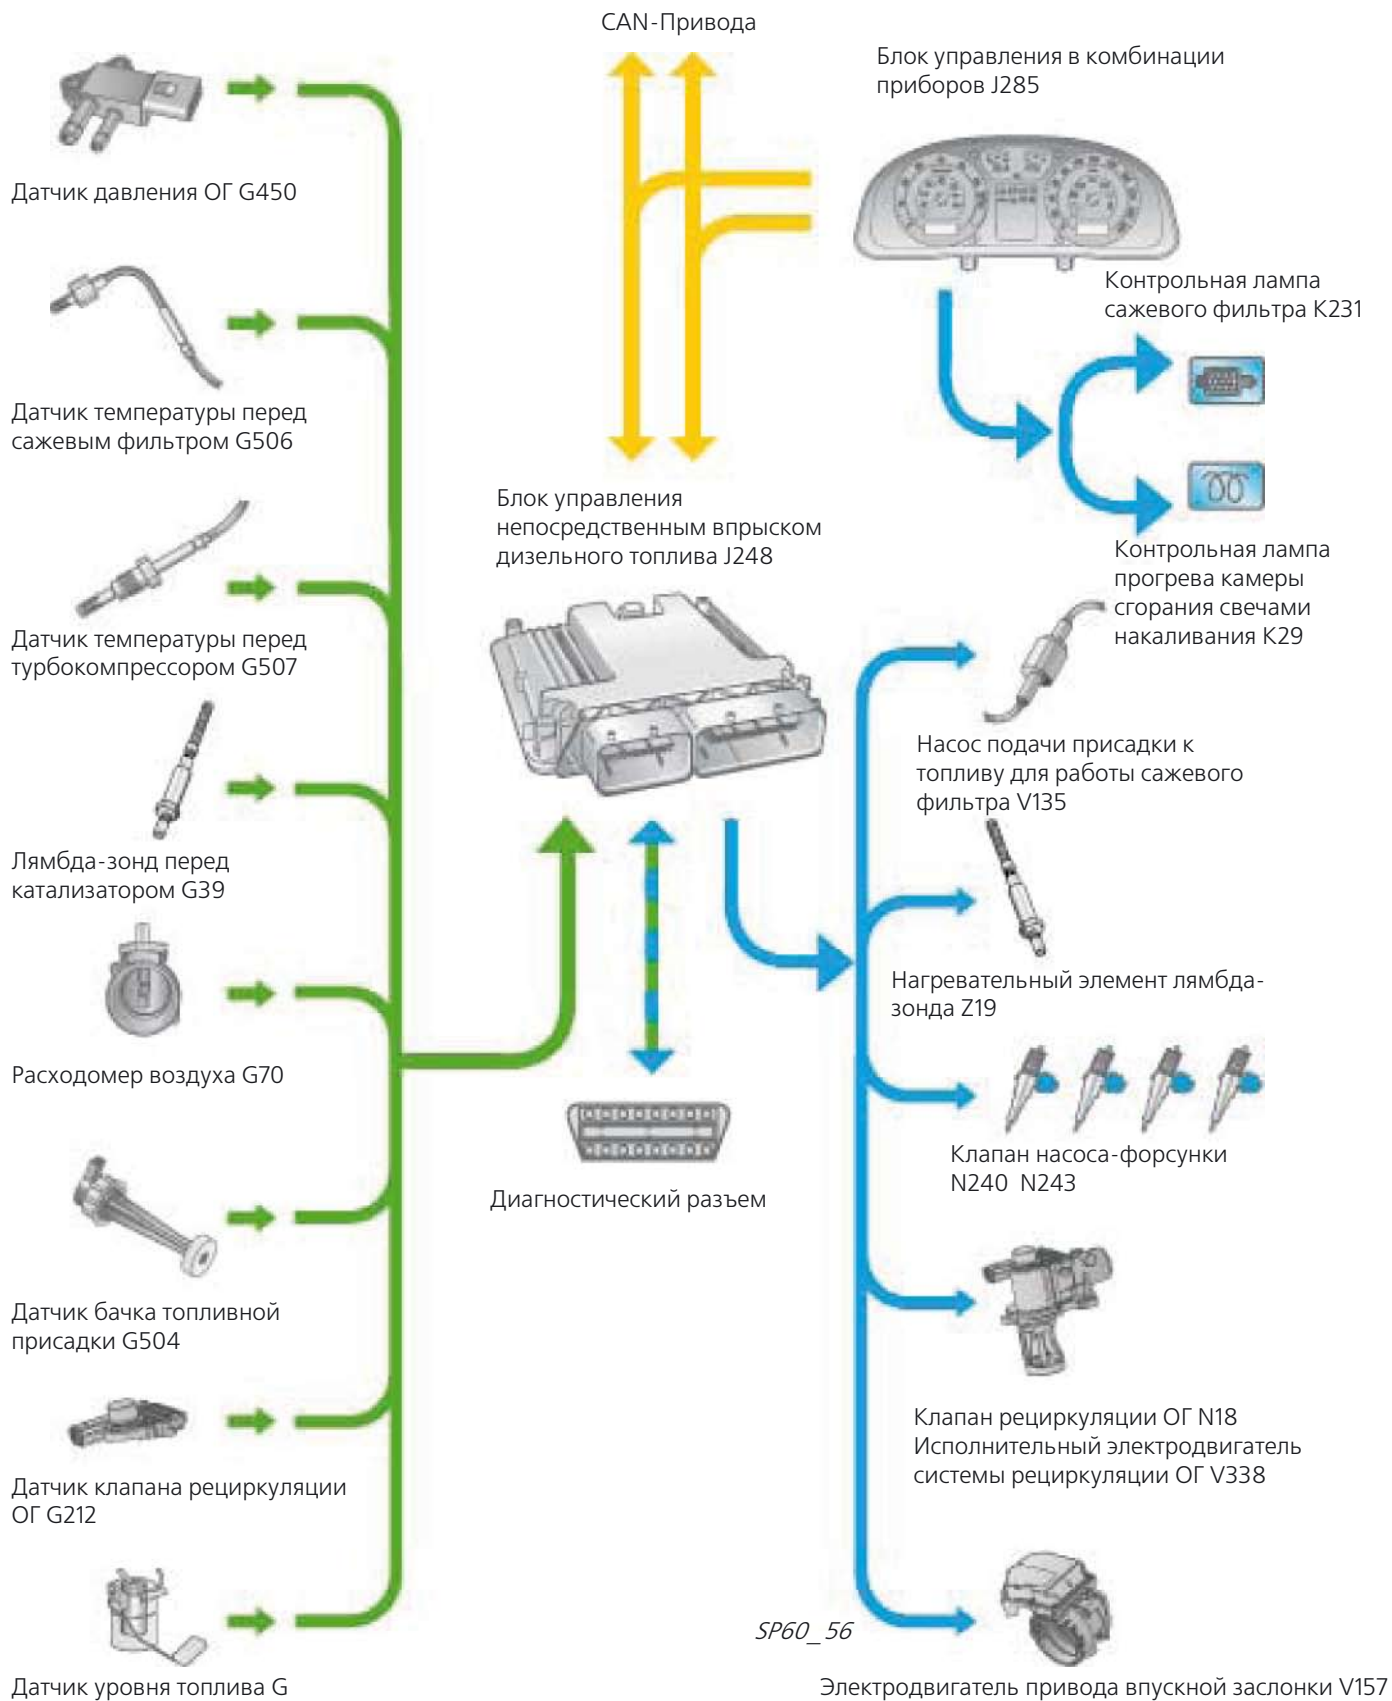 CAN-Привода
Блок управления в комбинации
приборов J285
Датчик давления ОГ G450
Контрольная лампа
сажевого фильтра K231
Датчик температуры перед
сажевым фильтром G506
Блок управления
непосредственным впрыском
дизельного топлива J248
Контрольная лампа
прогрева камеры
сгорания свечами
накаливания K29
Датчик температуры перед
турбокомпрессором G507
Насос подачи присадки к
топливу для работы сажевого
фильтра V135
Лямбда-зонд перед
катализатором G39
Нагревательный элемент лямбда-
зонда Z19
Расходомер воздуха G70
Клапан насоса-форсунки
N240  N243
Диагностический разъем
Датчик бачка топливной
присадки G504
Клапан рециркуляции ОГ N18
Исполнительный электродвигатель
системы рециркуляции ОГ V338
Датчик клапана рециркуляции
ОГ G212
SP60_56
Датчик уровня топлива G
Электродвигатель привода впускной заслонки V157